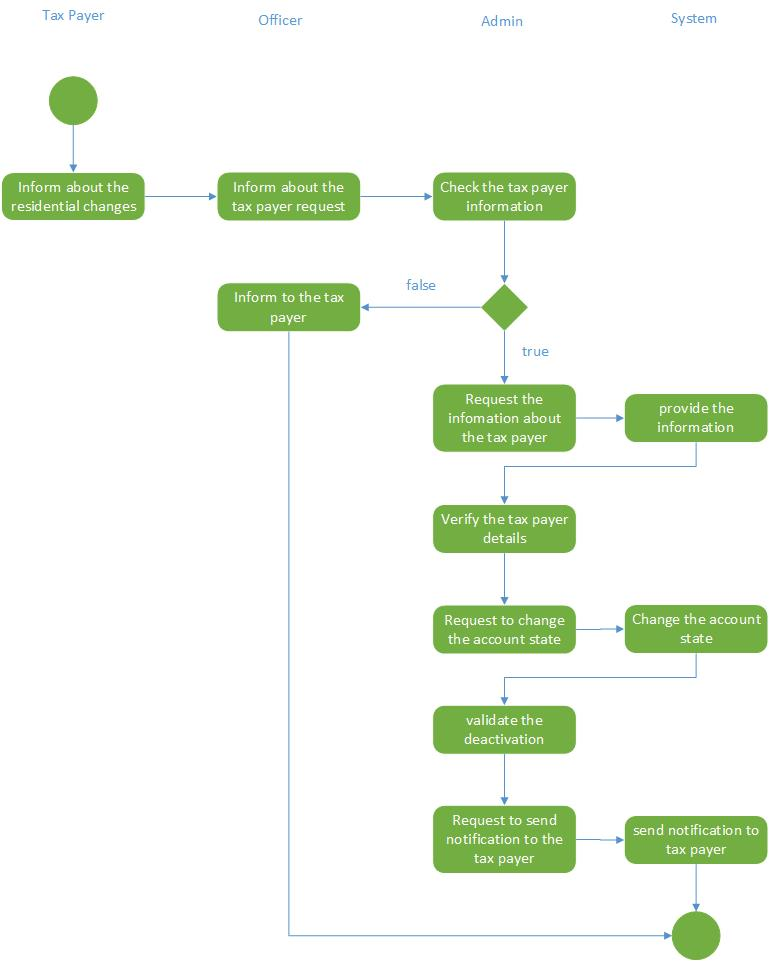 Tax Payer
Officer
Admin
System
Inform about the
residential changes
Inform about the
tax payer request
Check the tax payer
information
false
Inform to the tax
payer
true
Request the
infomation about
the tax payer
provide the
information
Verify the tax payer
details
Request to change
the account state
Change the account
state
validate the
deactivation
Request to send
notification to the
tax payer
send notification to
tax payer